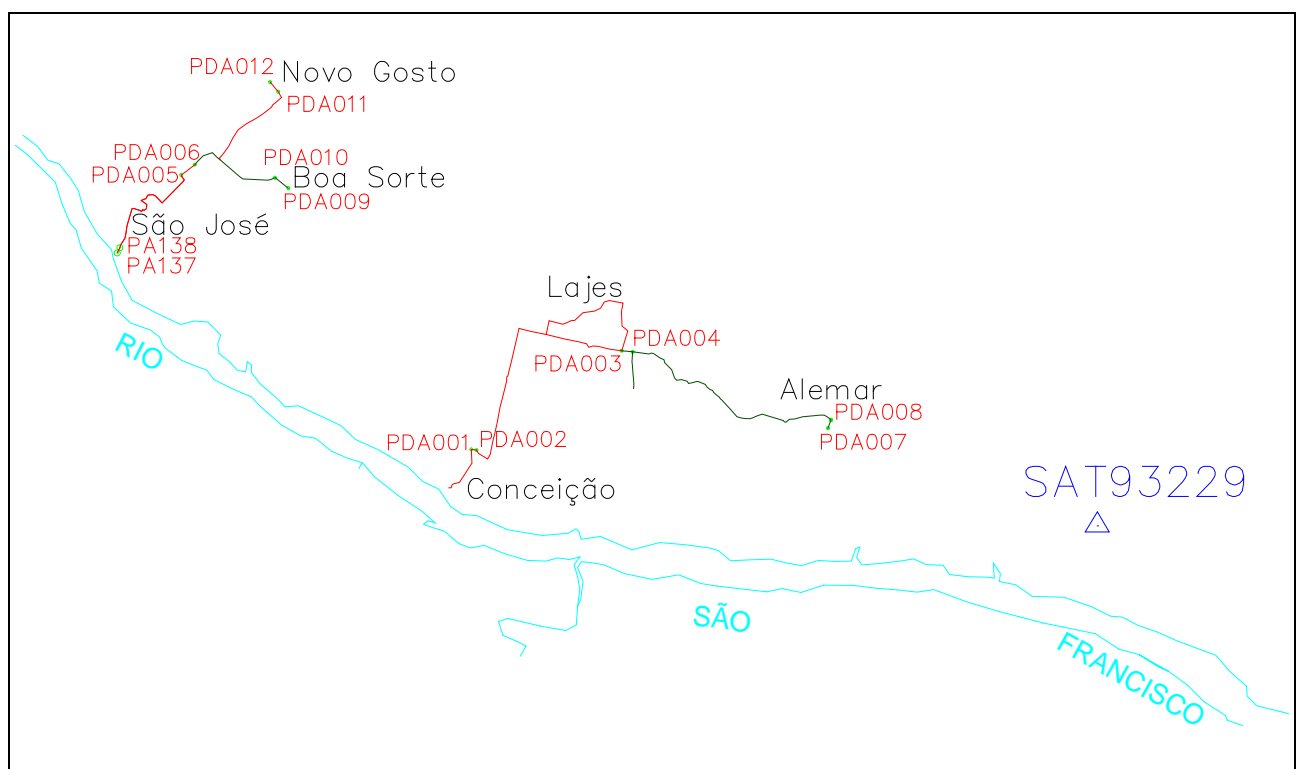 PDA012
Novo Gosto
PDA011
PDA006
PDA010
PDA005
Boa Sorte
PDA009
São José
PA138
PA137
Lajes
PDA004
RIO
PDA003
Alemar
PDA008
PDA001
PDA002
PDA007
Conceição
SAT93229
SÃO
FRANCISCO